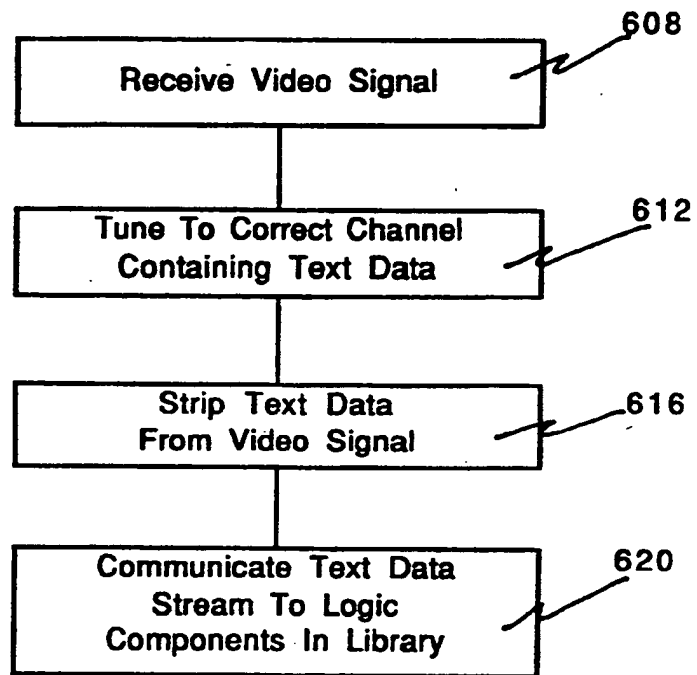 608
Receive Video Signal
612
Tune To Correct Channel
Containing Text Data
616
Strip Text Data
From Video Signal
620
Communicate Text Data
Stream To Logic
Components In Library